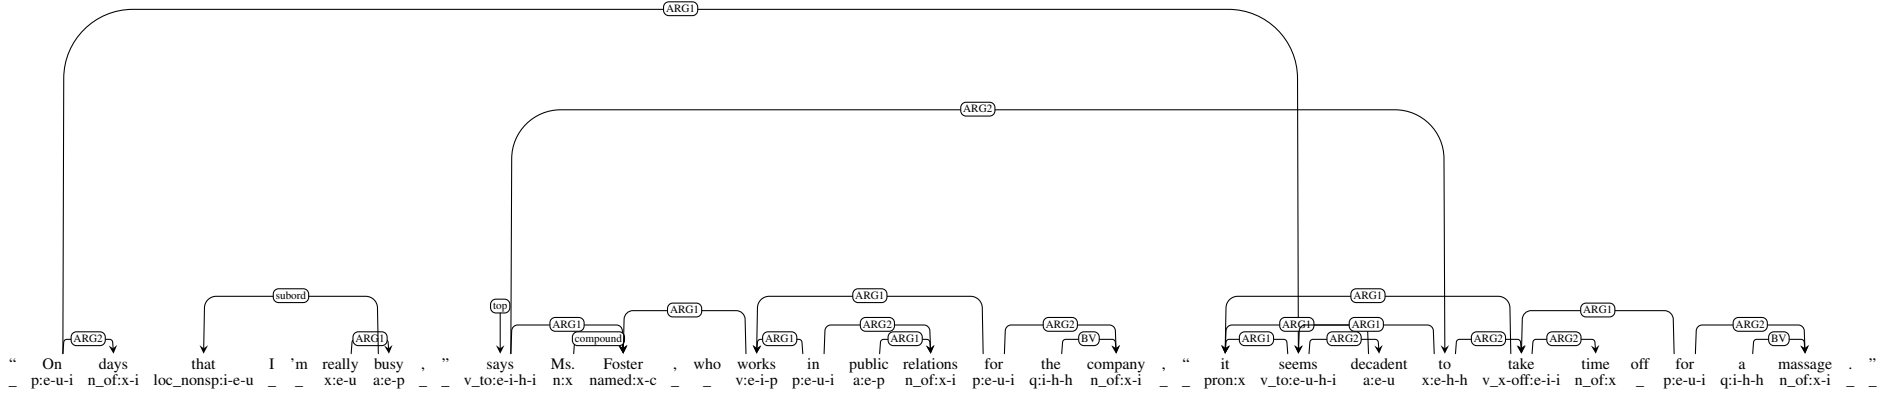 ARG1
ARG2
subord ARG1 ARG1
top ARG1 ARG1
ARG1 ARG2 ARG1 ARG2 ARG1 ARG1 ARG2
ARG2 ARG1 compound ARG1 ARG1 BV ARG1 ARG2 ARG2 ARG2 BV
“ On days that I ’m really busy , ” says Ms. Foster , who works in public relations for the company , “ it seems decadent to take time off for a massage . ”
_ p:e-u-i n_of:x-i loc_nonsp:i-e-u _ _ x:e-u a:e-p _ _ v_to:e-i-h-i n:x named:x-c _ _ v:e-i-p p:e-u-i a:e-p n_of:x-i p:e-u-i q:i-h-h n_of:x-i _ _ pron:x v_to:e-u-h-i a:e-u x:e-h-h v_x-off:e-i-i n_of:x _ p:e-u-i q:i-h-h n_of:x-i _ _